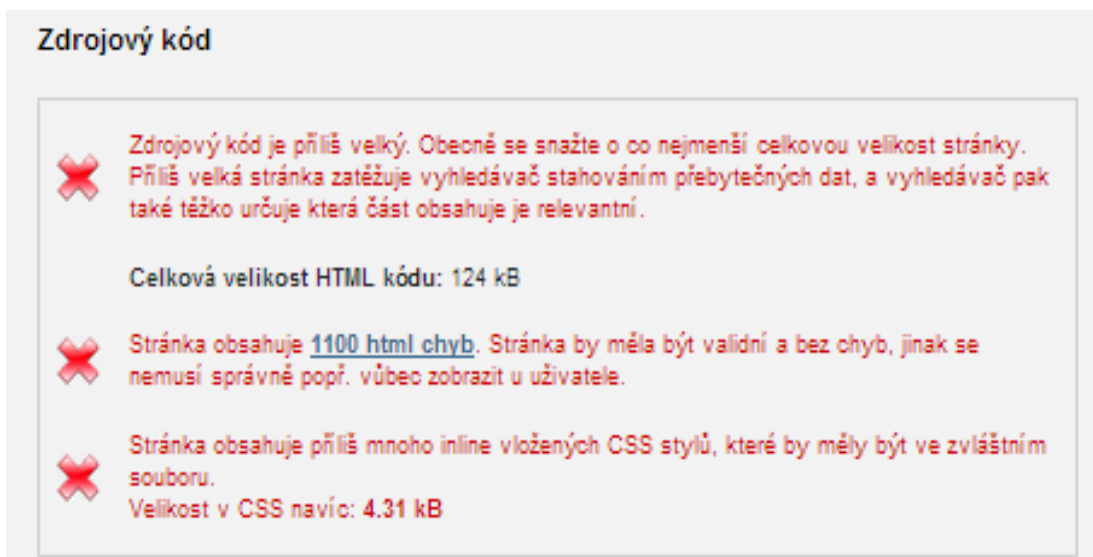 Zdrojový kód
Zdrojový kód je příliš velký. Obecně se snažte o co nejmenší celkovou velikost stránky.
Příliš velká stránka zatěžuje vyhledávač stahováním přebytečných dat, a vyhledávač pak
také těžko určuje která část obsahuje je relevantní.
Celková velikost HTML kódu: 124 kB
Stránka obsahuje 1100 html chyb. Stránka by měla být validní a bez chyb, jinak se
nemusí správně popř. vůbec zobrazit u uživatele.
Stránka obsahuje příliš mnoho inline vložených CSS stylů, které by měly být ve zvláštním
souboru.
Velikost v CSS navíc: 4.31 kB